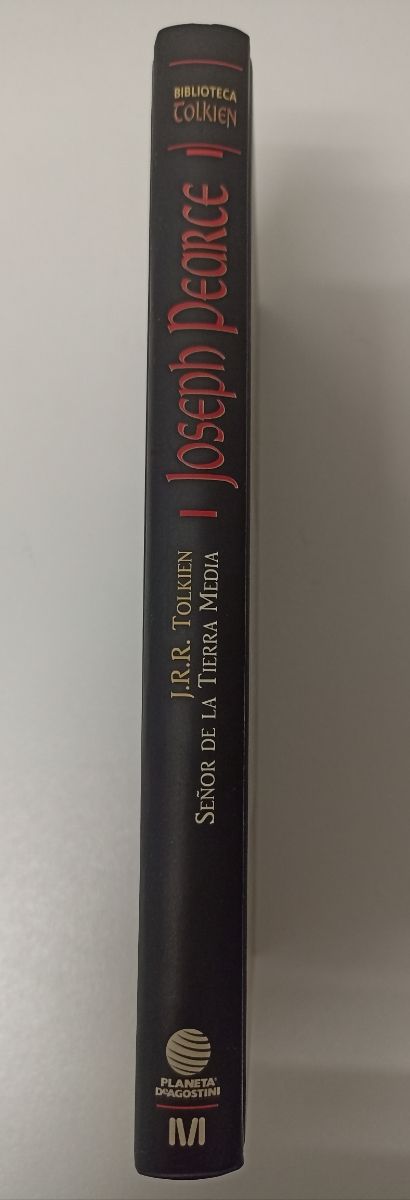 BIBLIOTECA
TOLKIEN
JOSEPH PEARCE
J.R.R. TOLKIEN
SEÑOR DE LA TIERRA MEDIA
PLANETA
DeAGOSTINI